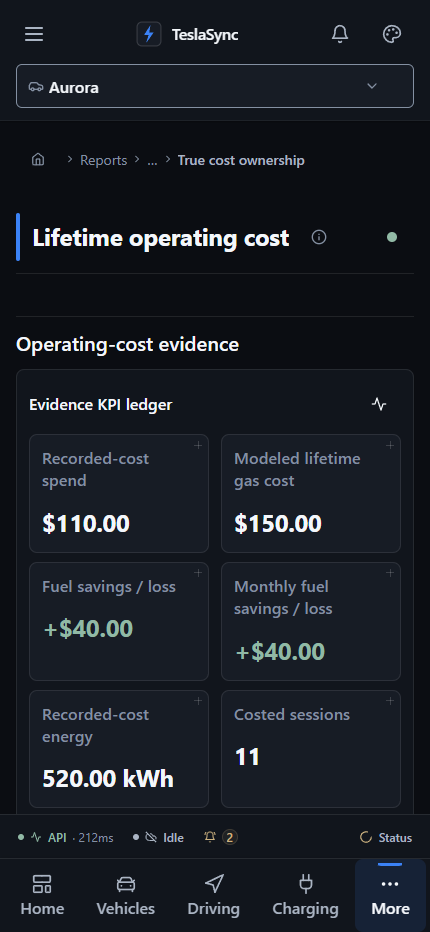 TeslaSync
Aurora
Reports
...
True cost ownership
Lifetime operating cost
Operating-cost evidence
Evidence KPI ledger
Recorded-cost
spend
$110.00
Modeled lifetime
gas cost
$150.00
Fuel savings / loss
+$40.00
Monthly fuel
savings / loss
+$40.00
Recorded-cost
energy
520.00 kWh
Costed sessions
11
API · 212ms
Idle
2
Status
Home
Vehicles
Driving
Charging
More